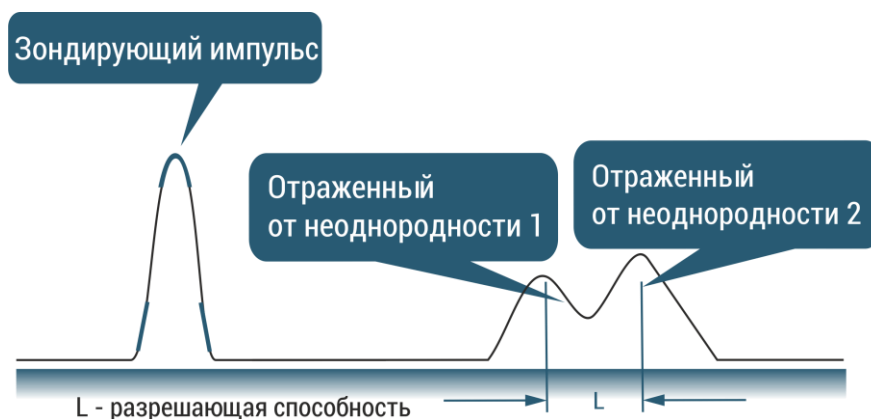 Зондирующий импульс
Отраженный
от неоднородности 1
Отраженный
от неоднородности 2
L
L - разрешающая способность